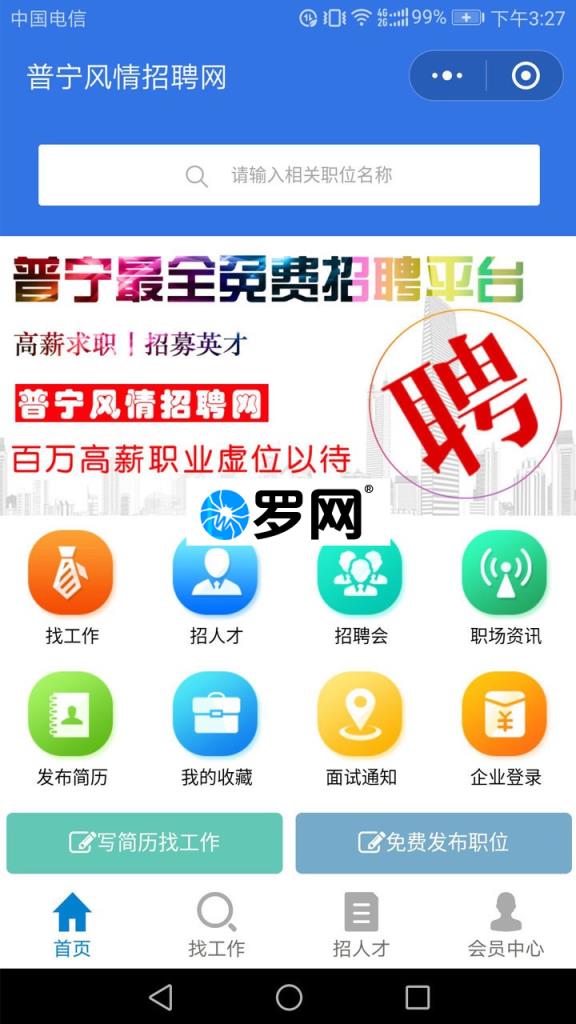 中国电信
4G 2G 99% 下午3:27
普宁风情招聘网
请输入相关职位名称
普宁最全免费招聘平台
高薪求职丨招募英才
普宁风情招聘网
百万高薪职业虚位以待
聘
罗网®
找工作 招人才 招聘会 职场资讯
发布简历 我的收藏 面试通知 企业登录
写简历找工作 免费发布职位
首页 找工作 招人才 会员中心